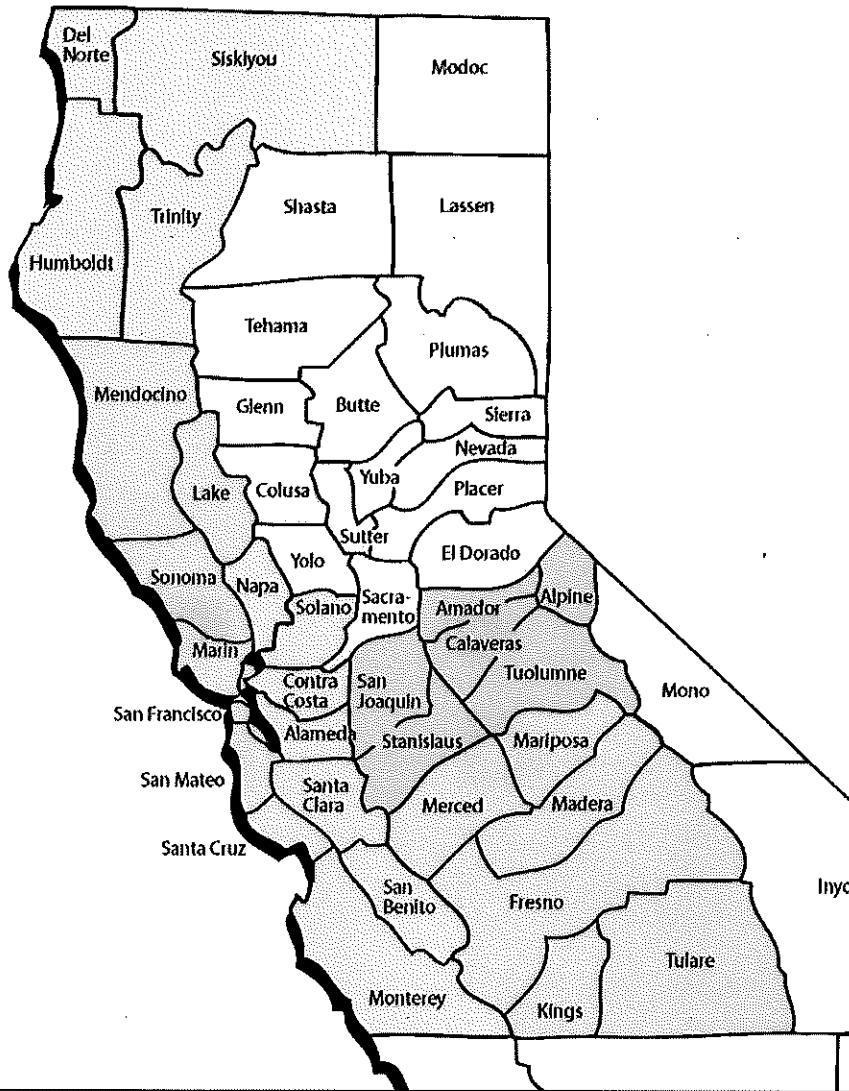 Del
Norte
Siskiyou
Modoc
Shasta
Lassen
Trinity
Humboldt
Tehama
Plumas
Mendocino
Glenn
Butte
Sierra
Nevada
Yuba
Placer
Lake
Colusa
Sutter
El Dorado
Yolo
Sonoma
Napa
Solano
Sacra-
mento
Amador
Alpine
Calaveras
Marin
Tuolumne
Contra
Costa
San
Joaquin
Mono
San Francisco
Alameda
Stanislaus
Mariposa
San Mateo
Santa
Clara
Merced
Madera
Santa Cruz
San
Benito
Fresno
Inyo
Tulare
Monterey
Kings